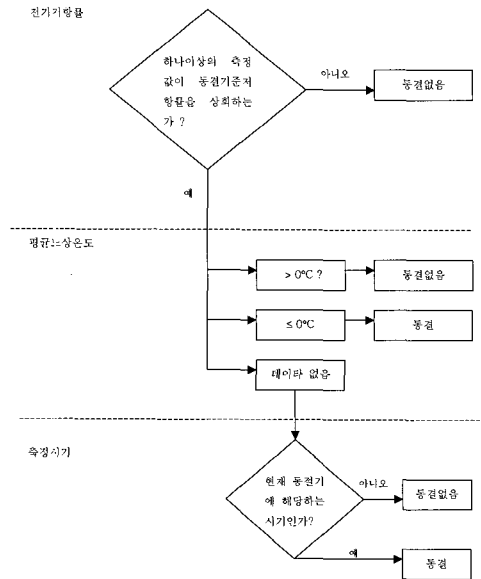 전기저항률
하나이상의 측정
값이 동결기준저
항률을 상회하는
가 ?
아니오
동결없음
예
평균노상온도
> 0°C ?
동결없음
≤ 0°C
동결
데이타 없음
측정시기
현재 동결기
에 해당하는
시기인가?
아니오
동결없음
예
동결